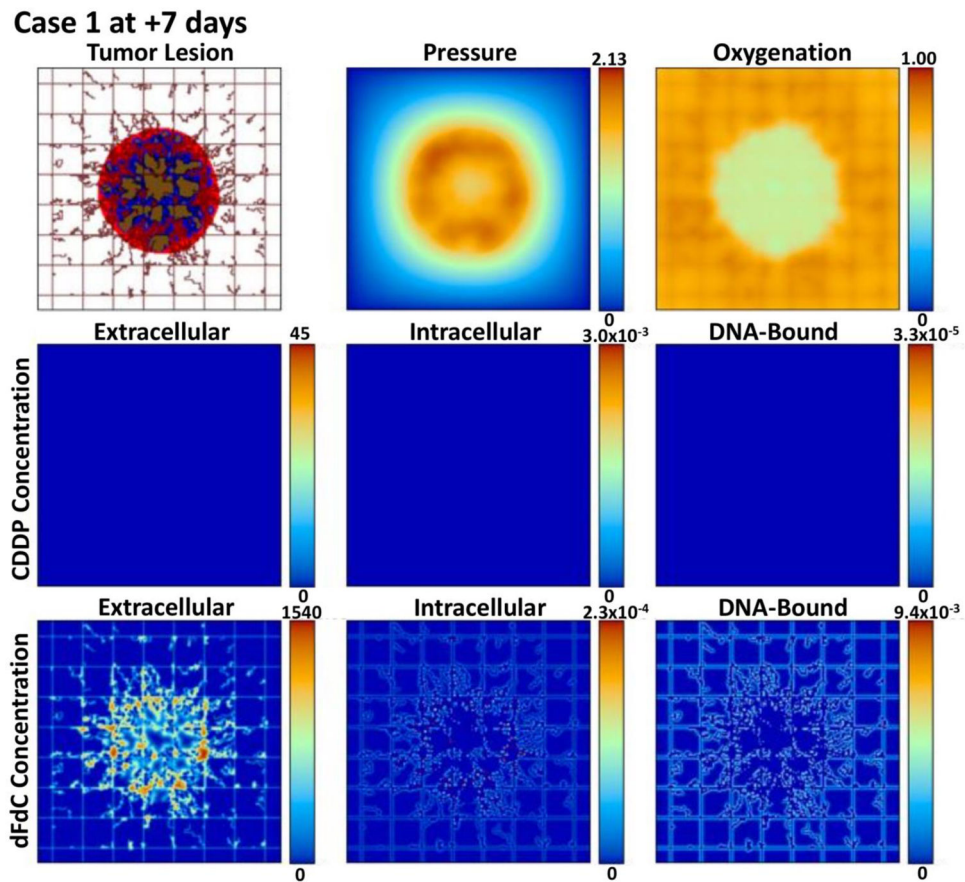 Case 1 at +7 days
Tumor Lesion
Pressure
2.13
0
Oxygenation
1.00
0
CDDP Concentration
Extracellular
45
0
Intracellular
3.0x10⁻³
0
DNA-Bound
3.3x10⁻⁵
0
dFdC Concentration
Extracellular
1540
0
Intracellular
2.3x10⁻⁴
0
DNA-Bound
9.4x10⁻³
0